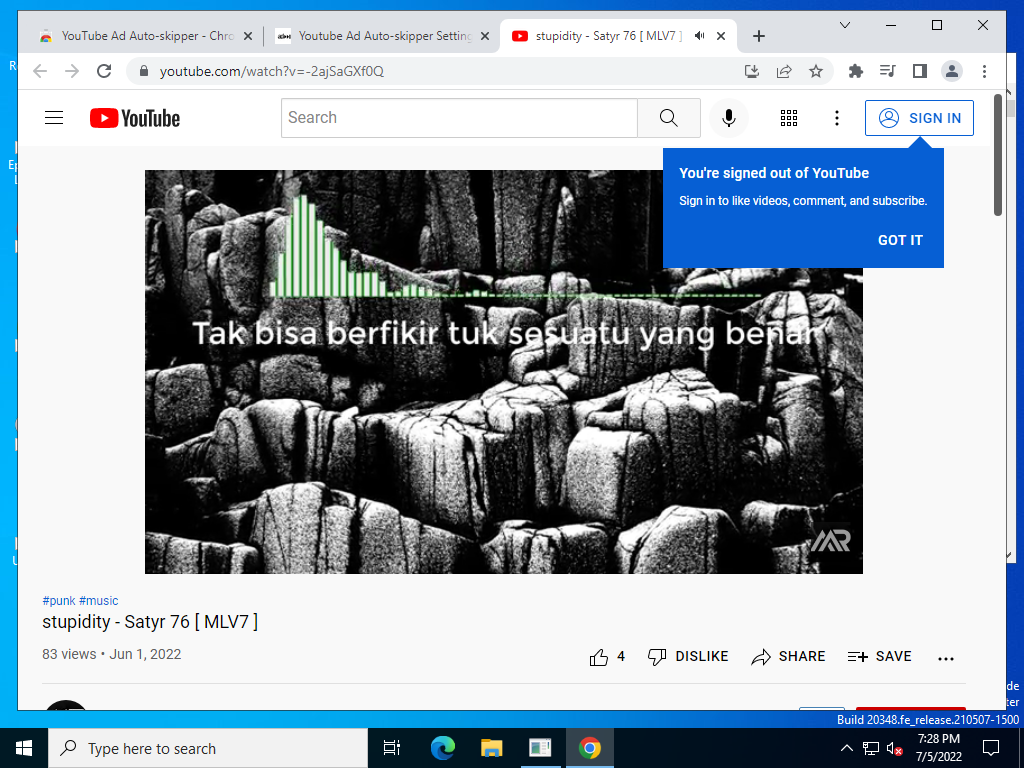 YouTube Ad Auto-skipper - Chro
Youtube Ad Auto-skipper Setting
stupidity - Satyr 76 [ MLV7 ]
youtube.com/watch?v=-2ajSaGXf0Q
YouTube
Search
SIGN IN
You're signed out of YouTube
Sign in to like videos, comment, and subscribe.
GOT IT
Tak bisa berfikir tuk sesuatu yang benar
MR
#punk #music
stupidity - Satyr 76 [ MLV7 ]
83 views • Jun 1, 2022
4
DISLIKE
SHARE
SAVE
Build 20348.fe_release.210507-1500
Type here to search
7:28 PM
7/5/2022